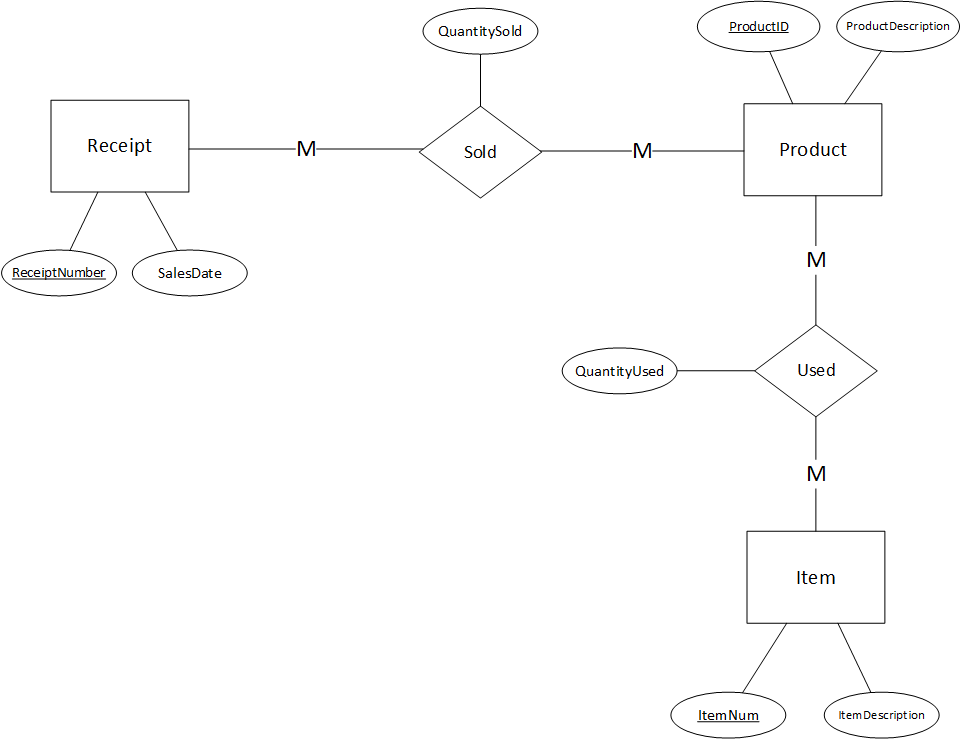 QuantitySold
ProductID
ProductDescription
Receipt
M
Sold
M
Product
ReceiptNumber
SalesDate
M
QuantityUsed
Used
M
Item
ItemNum
ItemDescription